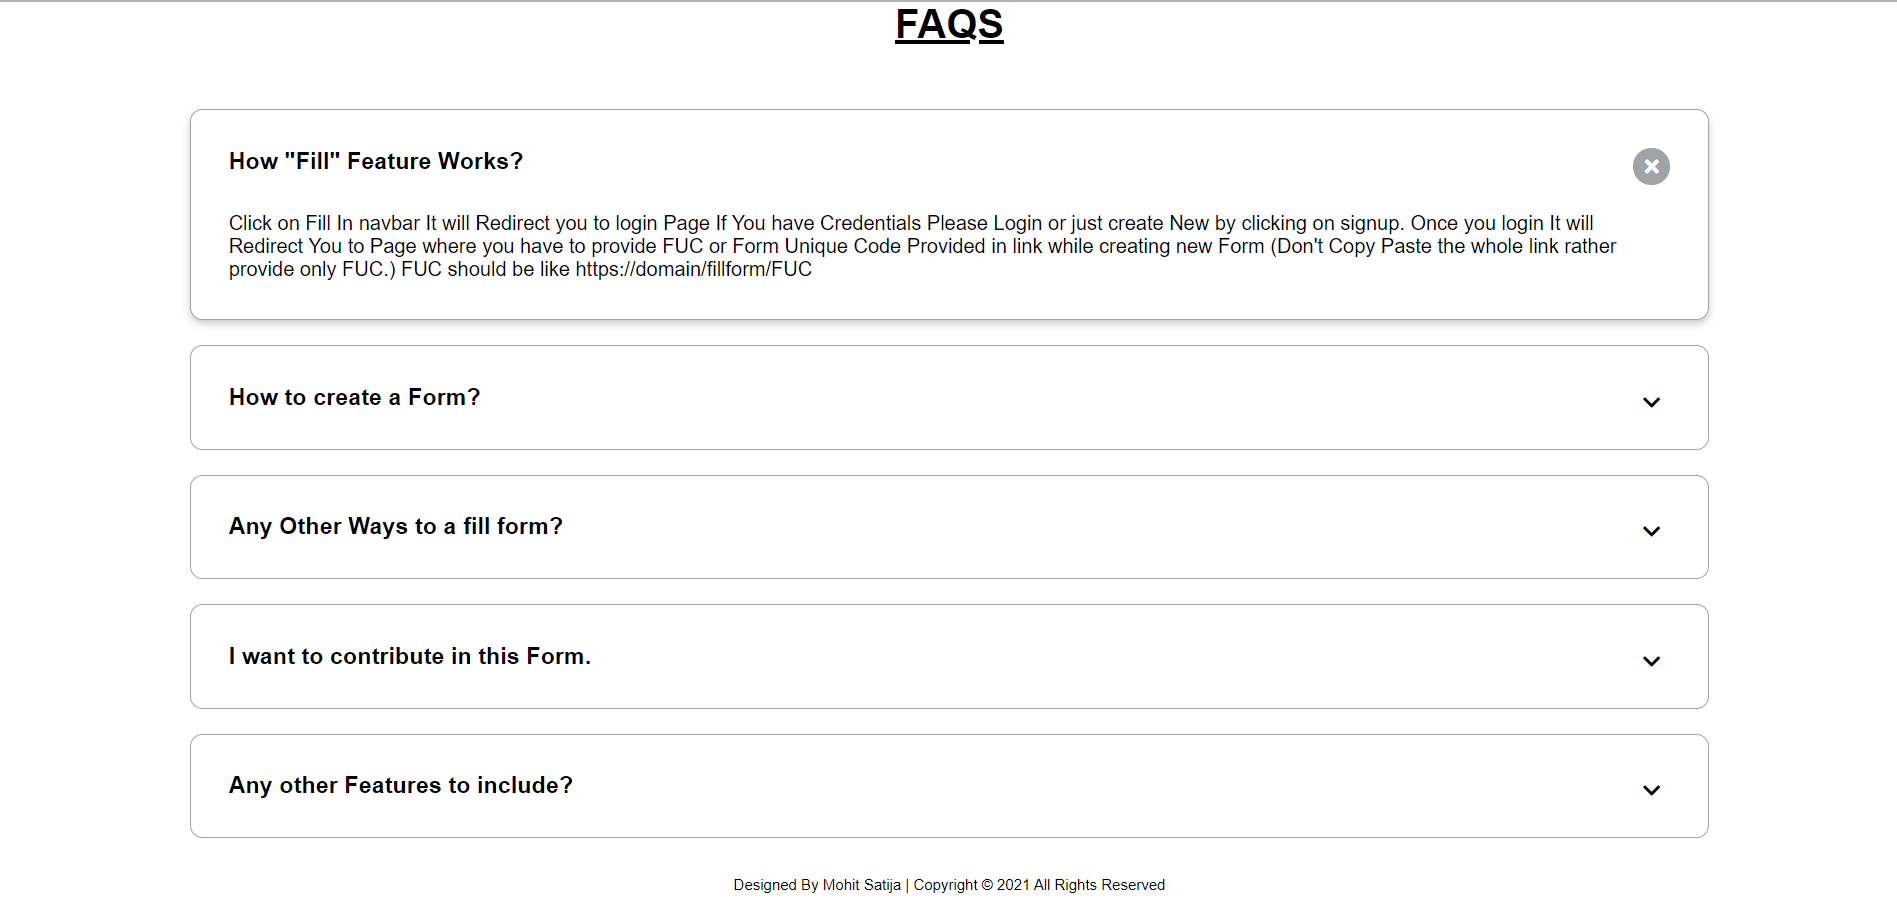 FAQS
How "Fill" Feature Works?
Click on Fill In navbar It will Redirect you to login Page If You have Credentials Please Login or just create New by clicking on signup. Once you login It will
Redirect You to Page where you have to provide FUC or Form Unique Code Provided in link while creating new Form (Don't Copy Paste the whole link rather
provide only FUC.) FUC should be like https://domain/fillform/FUC
How to create a Form?
Any Other Ways to a fill form?
I want to contribute in this Form.
Any other Features to include?
Designed By Mohit Satija | Copyright © 2021 All Rights Reserved